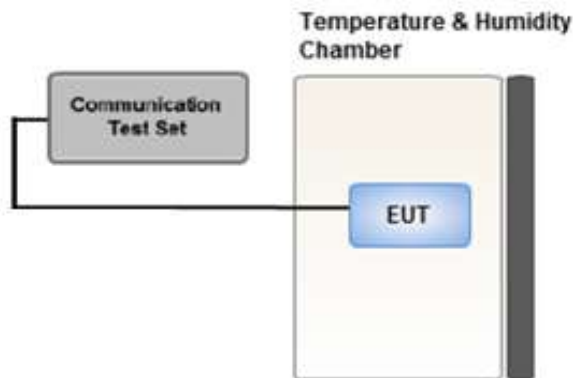 Temperature & Humidity
Chamber
Communication
Test Set
EUT